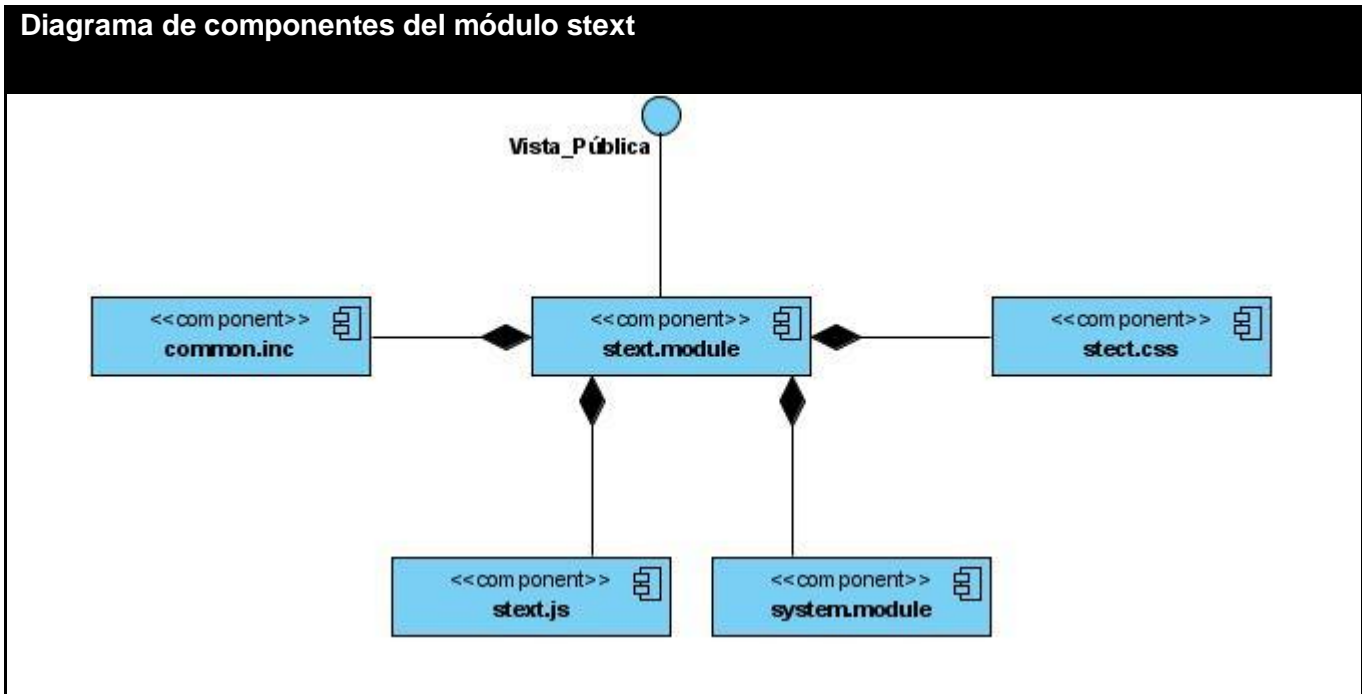 Diagrama de componentes del módulo stext
Vista_Pública
<<component>>
common.inc
<<component>>
stext.module
<<component>>
stect.css
<<component>>
stext.js
<<component>>
system.module